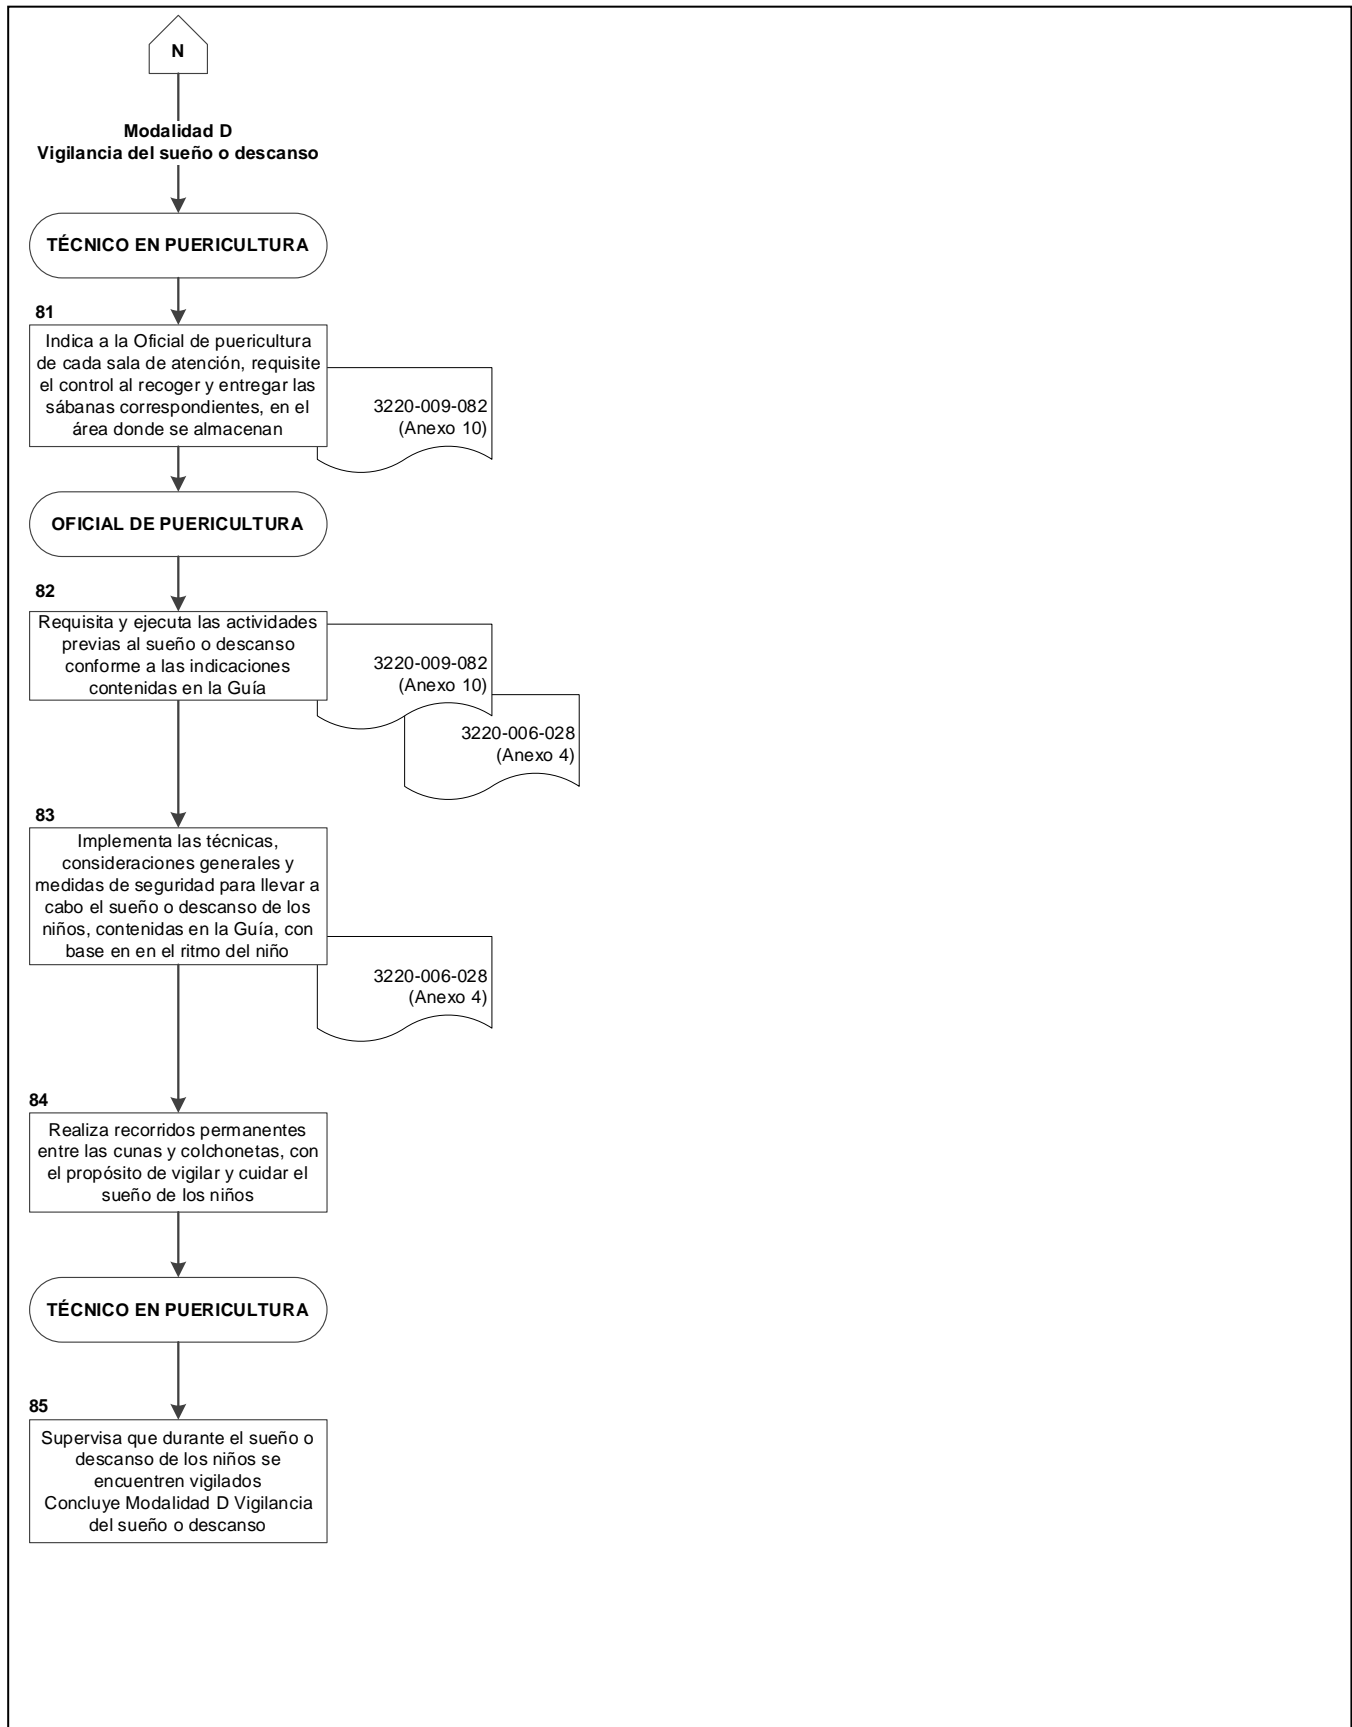 N
Modalidad D
Vigilancia del sueño o descanso
TÉCNICO EN PUERICULTURA
81
Indica a la Oficial de puericultura
de cada sala de atención, requisite
el control al recoger y entregar las
sábanas correspondientes, en el
área donde se almacenan
3220-009-082
(Anexo 10)
OFICIAL DE PUERICULTURA
82
Requisita y ejecuta las actividades
previas al sueño o descanso
conforme a las indicaciones
contenidas en la Guía
3220-009-082
(Anexo 10)
3220-006-028
(Anexo 4)
83
Implementa las técnicas,
consideraciones generales y
medidas de seguridad para llevar a
cabo el sueño o descanso de los
niños, contenidas en la Guía, con
base en en el ritmo del niño
3220-006-028
(Anexo 4)
84
Realiza recorridos permanentes
entre las cunas y colchonetas, con
el propósito de vigilar y cuidar el
sueño de los niños
TÉCNICO EN PUERICULTURA
85
Supervisa que durante el sueño o
descanso de los niños se
encuentren vigilados
Concluye Modalidad D Vigilancia
del sueño o descanso